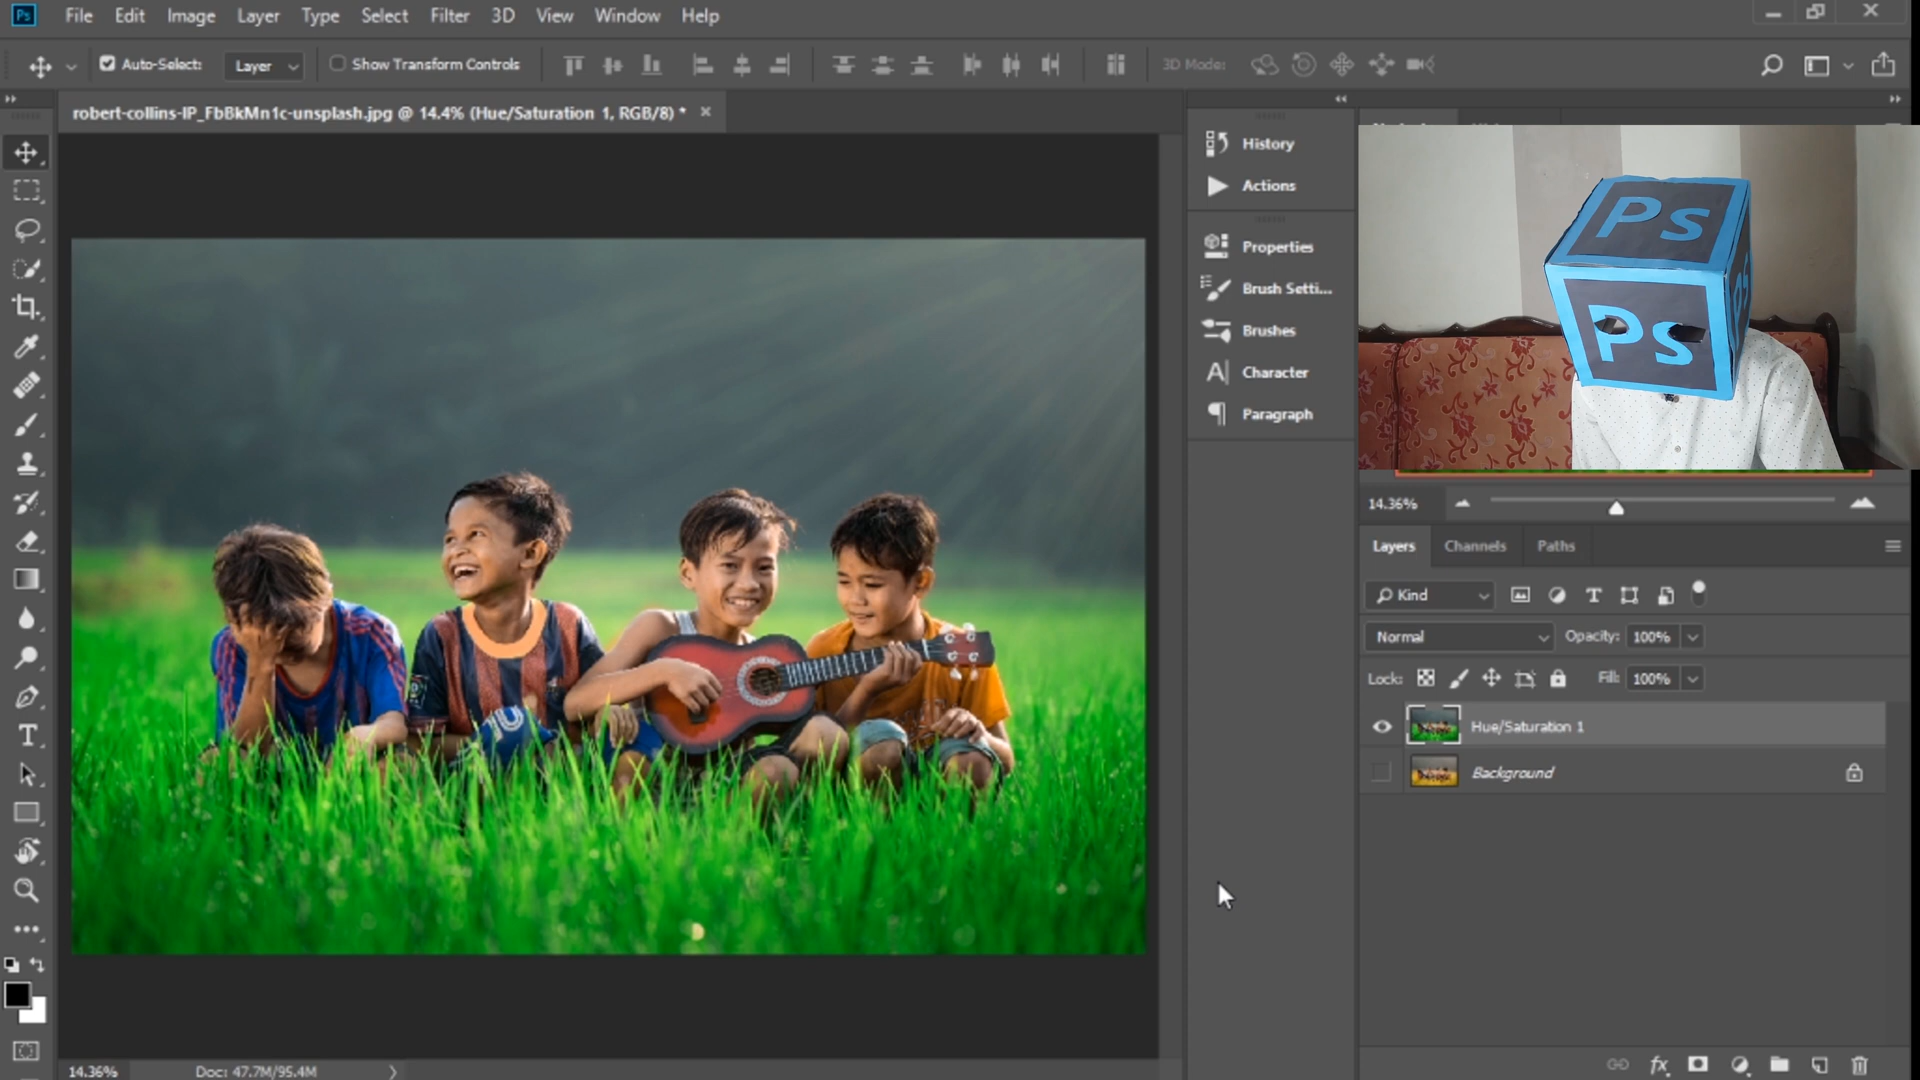 Ps File Edit Image Layer Type Select Filter 3D View Window Help
Auto-Select: Layer Show Transform Controls 3D Mode:
robert-collins-IP_FbBkMn1c-unsplash.jpg @ 14.4% (Hue/Saturation 1, RGB/8) *
History
Actions
Properties
Brush Setti...
Brushes
Character
Paragraph
Ps
Ps
Ps
14.36%
Layers Channels Paths
Kind
Normal Opacity: 100%
Lock: Fill: 100%
Hue/Saturation 1
Background
14.36% Doc: 47.7M/95.4M